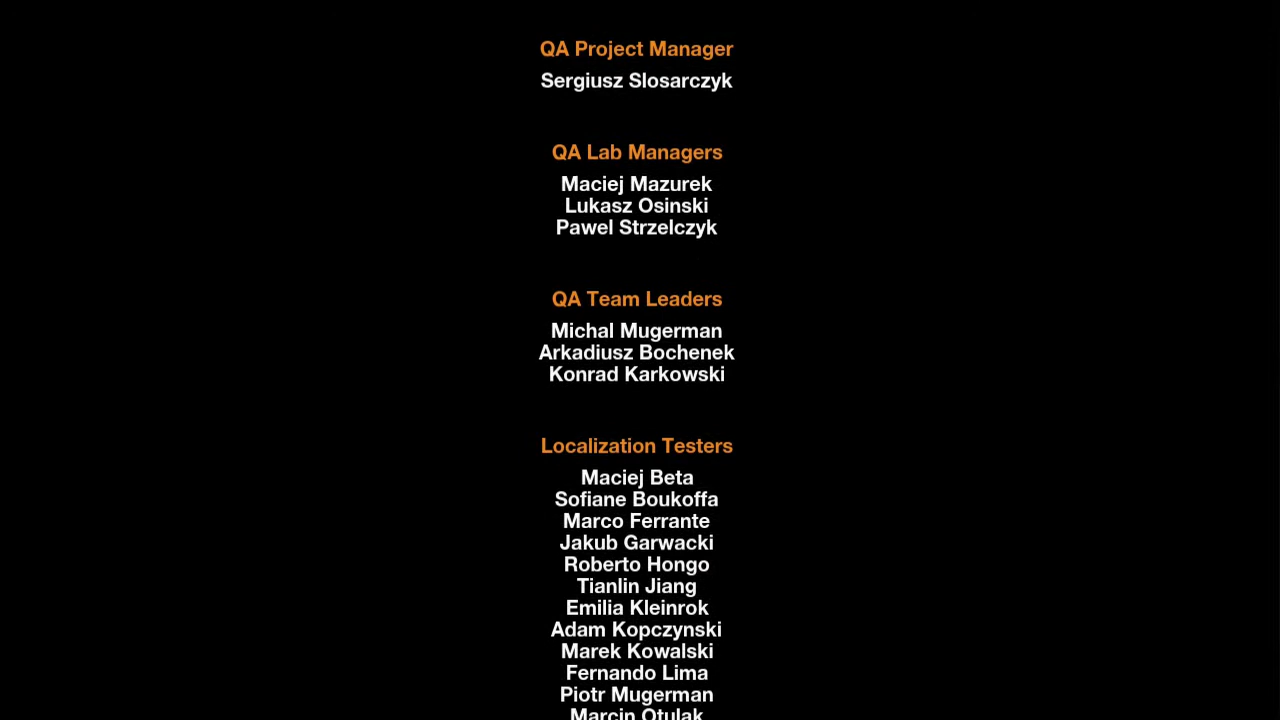 QA Project Manager
Sergiusz Slosarczyk
QA Lab Managers
Maciej Mazurek
Lukasz Osinski
Pawel Strzelczyk
QA Team Leaders
Michal Mugerman
Arkadiusz Bochenek
Konrad Karkowski
Localization Testers
Maciej Beta
Sofiane Boukoffa
Marco Ferrante
Jakub Garwacki
Roberto Hongo
Tianlin Jiang
Emilia Kleinrok
Adam Kopczynski
Marek Kowalski
Fernando Lima
Piotr Mugerman
Marcin Otulak